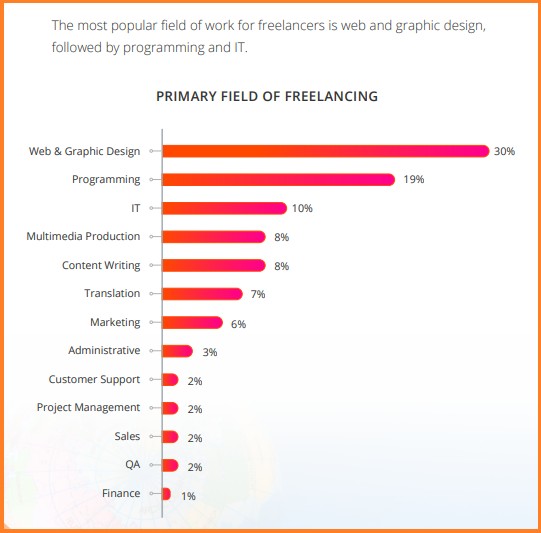 The most popular field of work for freelancers is web and graphic design,
followed by programming and IT.
PRIMARY FIELD OF FREELANCING
Web & Graphic Design 30%
Programming 19%
IT 10%
Multimedia Production 8%
Content Writing 8%
Translation 7%
Marketing 6%
Administrative 3%
Customer Support 2%
Project Management 2%
Sales 2%
QA 2%
Finance 1%